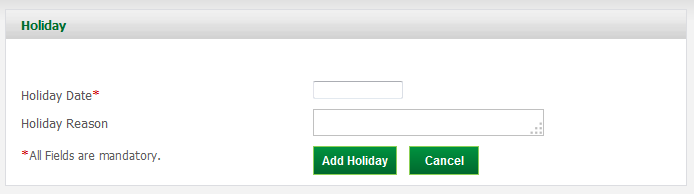 Holiday
Holiday Date*
Holiday Reason
*All Fields are mandatory.
Add Holiday Cancel